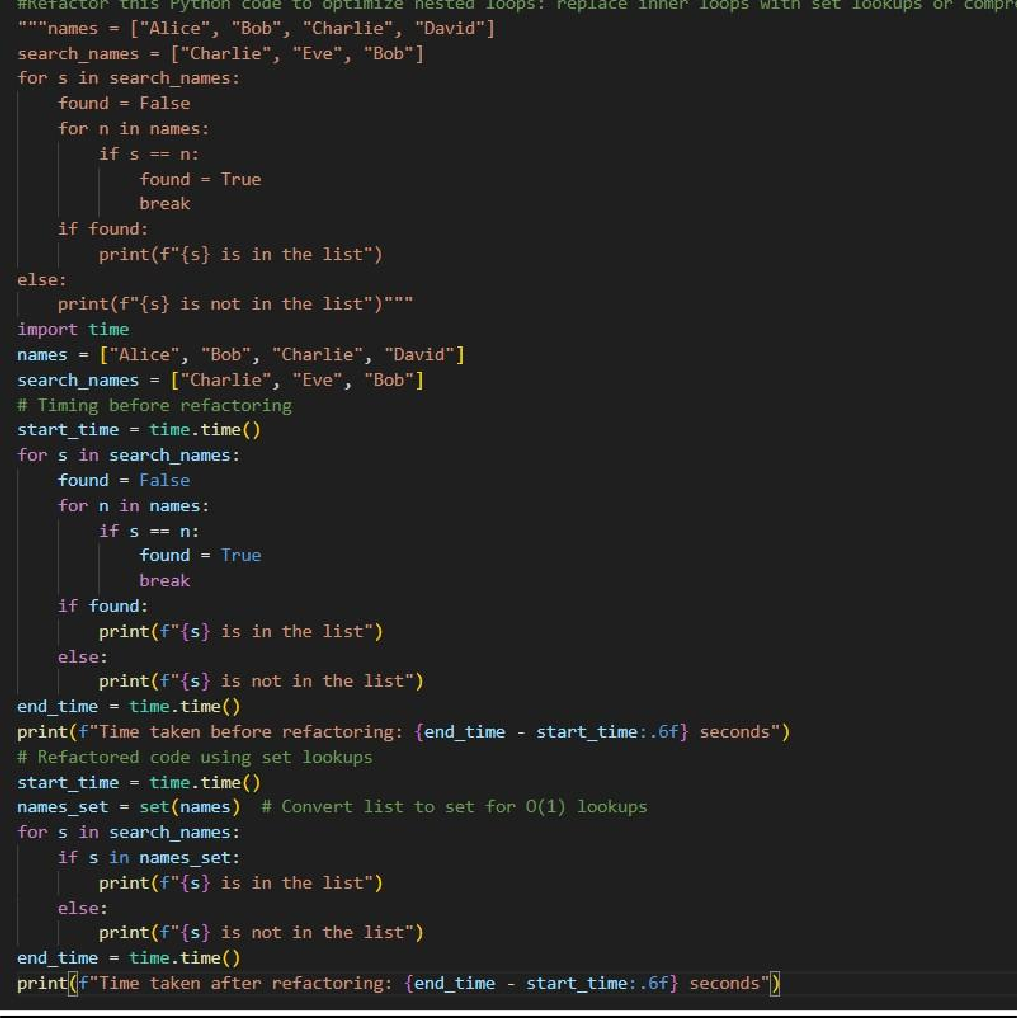 #Refactor this Python code to optimize nested loops: replace inner loops with set lookups or
"""names = ["Alice", "Bob", "Charlie", "David"]
search_names = ["Charlie", "Eve", "Bob"]
for s in search_names:
    found = False
    for n in names:
        if s == n:
            found = True
            break
    if found:
        print(f"{s} is in the list")
else:
    print(f"{s} is not in the list")"""
import time
names = ["Alice", "Bob", "Charlie", "David"]
search_names = ["Charlie", "Eve", "Bob"]
# Timing before refactoring
start_time = time.time()
for s in search_names:
    found = False
    for n in names:
        if s == n:
            found = True
            break
    if found:
        print(f"{s} is in the list")
    else:
        print(f"{s} is not in the list")
end_time = time.time()
print(f"Time taken before refactoring: {end_time - start_time:.6f} seconds")
# Refactored code using set lookups
start_time = time.time()
names_set = set(names)  # Convert list to set for O(1) lookups
for s in search_names:
    if s in names_set:
        print(f"{s} is in the list")
    else:
        print(f"{s} is not in the list")
end_time = time.time()
print(f"Time taken after refactoring: {end_time - start_time:.6f} seconds")